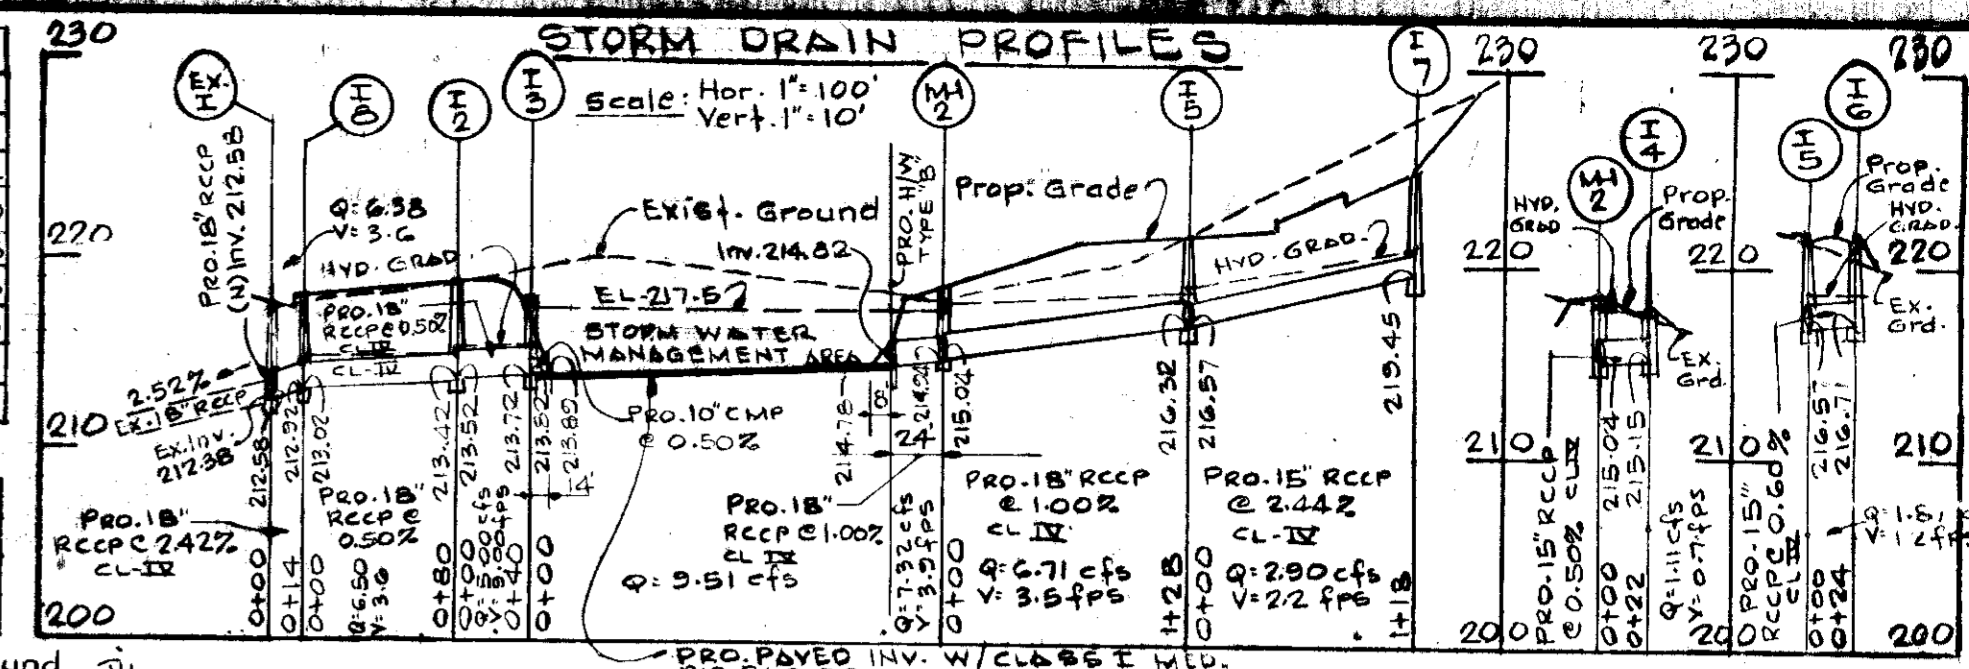 STORM DRAIN PROFILES
Scale: Hor. 1"=100'
Vert. 1"=10'
230
220
210
200
EX.
I
8
I
2
I
3
MH
2
I
5
I
7
PRO.18" RCCP
(N) Inv. 212.58
Q=6.38
V=3.6
HYD. GRAD.
PRO.18"
RCCP@0.50%
CL IV
CL-IV
Exist. Ground
EL-217.5
STORM WATER
MANAGEMENT AREA
Inv.214.82
PRO. H/W
TYPE "B"
Prop. Grade
HYD. GRAD.
2.52%
EX.18" RCCP
Ex.Inv.
212.38
212.58
212.92
213.02
213.42
213.52
213.72
213.82
213.89
14
PRO.10" CMP
@ 0.50%
214.78
8'
24'
214.94
215.04
216.32
216.57
219.45
PRO.18"
RCCP@2.42%
CL-IV
PRO.18"
RCCP@
0.50%
Q=6.50
V=3.6
PRO.18"
RCCP@1.00%
CL IV
Q=9.51 cfs
Q=7.32 cfs
V=3.9 fps
PRO.18" RCCP
@ 1.00%
CL IV
Q=6.71 cfs
V=3.5 fps
PRO.15" RCCP
@ 2.44%
CL-IV
Q=2.90 cfs
V=2.2 fps
0+00
0+14
0+00
0+80
0+00
0+40
0+00
0+00
1+28
0+00
1+18
PRO. PAVED INV. W/CLASS I MED.
230
220
210
200
MH
2
I
4
HYD.
GRAD
Prop.
Grade
Ex.
Grd.
PRO.15" RCCP
@ 0.50% CL IV
215.04
215.15
0+00
0+22
Q=1.11 cfs
V=0.7 fps
230
220
210
200
I
5
I
6
Prop.
Grade
HYD.
GRAD.
Ex.
Grd.
PRO.15"
RCCP@ 0.60%
CL IV
216.57
216.71
0+00
0+24
230
220
210
200